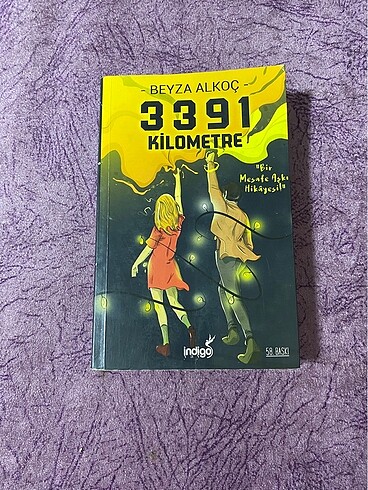 - BEYZA ALKOÇ -
3391
KİLOMETRE
"Bir
Mesafe Aşkı
Hikâyesi!"
indigo
58. BASKI